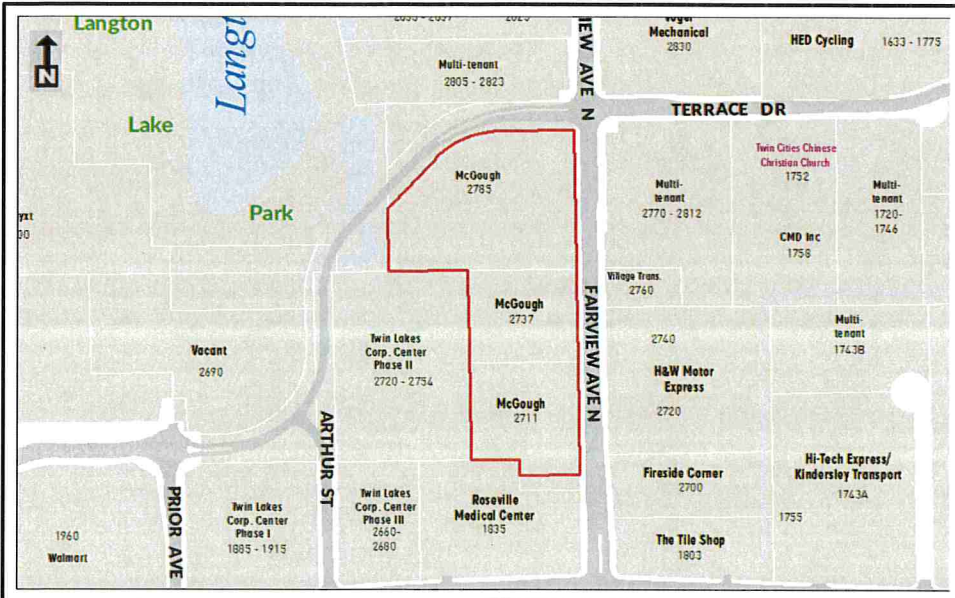 Langton
Lake
Park
Langt
N
Multi-tenant
2805 - 2823
IEW AVE N
Mechanical
2830
HED Cycling
1633 - 1775
TERRACE DR
McGough
2785
Multi-
tenant
2770 - 2812
Twin Cities Chinese
Christian Church
1752
CMD Inc
1758
Multi-
tenant
1720-
1746
Village Trans.
2760
McGough
2737
FAIRVIEW AVE N
2740
H&W Motor
Express
2720
Multi-
tenant
1743B
Vacant
2690
Twin Lakes
Corp. Center
Phase II
2720 - 2754
McGough
2711
ARTHUR ST
PRIOR AVE
Fireside Corner
2700
Hi-Tech Express/
Kindersley Transport
1743A
1755
1960
Walmart
Twin Lakes
Corp. Center
Phase I
1885 - 1915
Twin Lakes
Corp. Center
Phase III
2660-
2680
Roseville
Medical Center
1835
The Tile Shop
1803